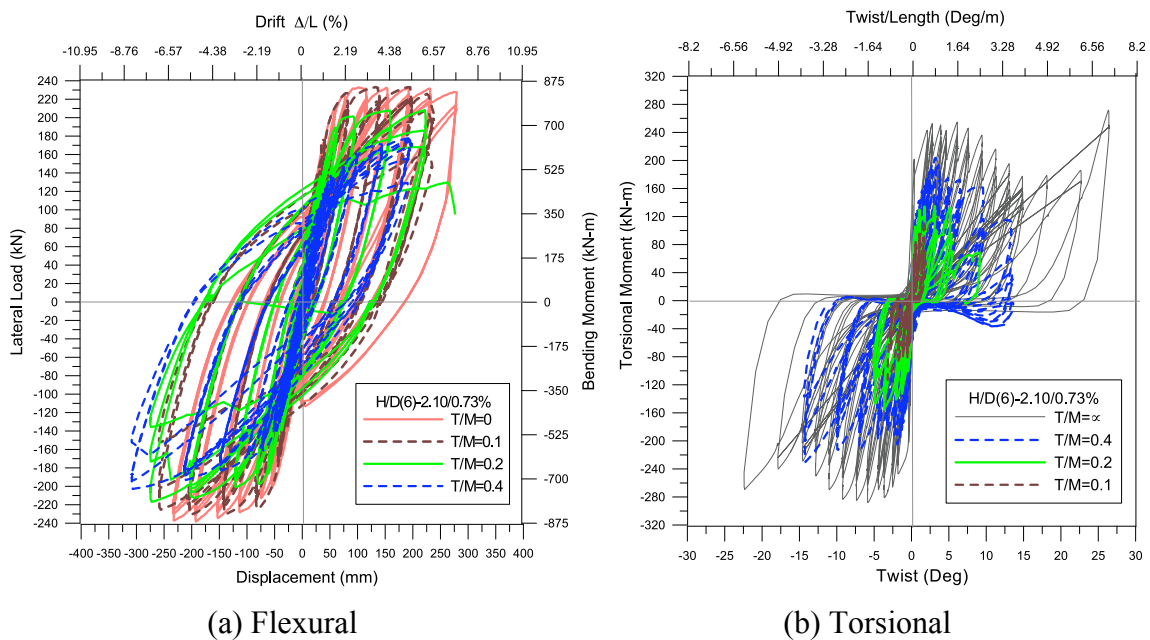 Drift Δ/L (%)
-10.95 -8.76 -6.57 -4.38 -2.19 0 2.19 4.38 6.57 8.76 10.95
240
220
200
180
160
140
120
100
80
60
40
20
0
-20
-40
-60
-80
-100
-120
-140
-160
-180
-200
-220
-240
Lateral Load (kN)
875
700
525
350
175
0
-175
-350
-525
-700
-875
Bending Moment (kN-m)
H/D(6)-2.10/0.73%
T/M=0
T/M=0.1
T/M=0.2
T/M=0.4
-400 -350 -300 -250 -200 -150 -100 -50 0 50 100 150 200 250 300 350 400
Displacement (mm)
(a) Flexural
Twist/Length (Deg/m)
-8.2 -6.56 -4.92 -3.28 -1.64 0 1.64 3.28 4.92 6.56 8.2
320
280
240
200
160
120
80
40
0
-40
-80
-120
-160
-200
-240
-280
-320
Torsional Moment (kN-m)
H/D(6)-2.10/0.73%
T/M=∝
T/M=0.4
T/M=0.2
T/M=0.1
-30 -25 -20 -15 -10 -5 0 5 10 15 20 25 30
Twist (Deg)
(b) Torsional